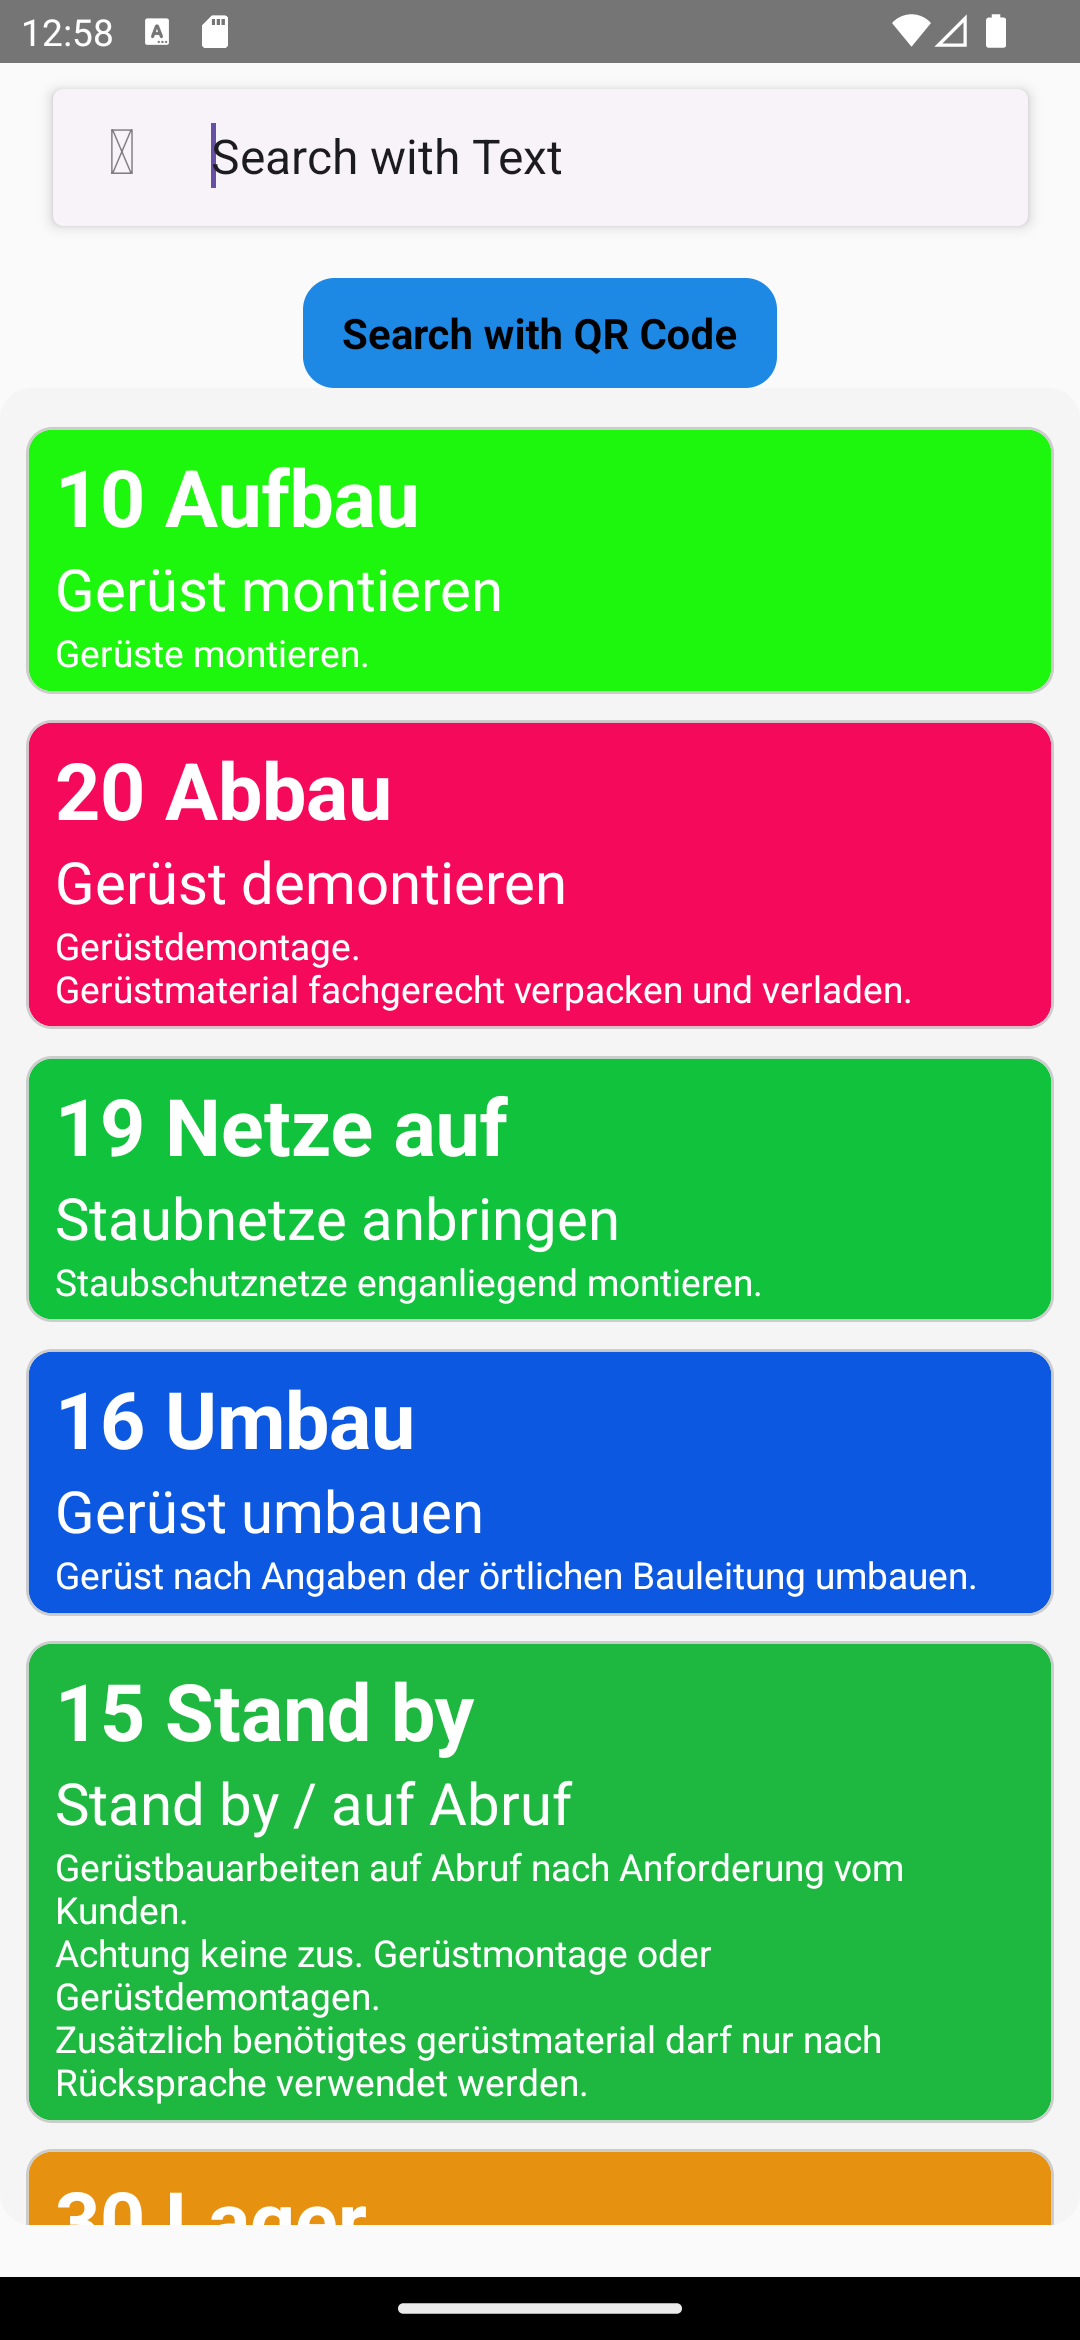 12:58
Search with Text
Search with QR Code
10 Aufbau
Gerüst montieren
Gerüste montieren.
20 Abbau
Gerüst demontieren
Gerüstdemontage.
Gerüstmaterial fachgerecht verpacken und verladen.
19 Netze auf
Staubnetze anbringen
Staubschutznetze enganliegend montieren.
16 Umbau
Gerüst umbauen
Gerüst nach Angaben der örtlichen Bauleitung umbauen.
15 Stand by
Stand by / auf Abruf
Gerüstbauarbeiten auf Abruf nach Anforderung vom
Kunden.
Achtung keine zus. Gerüstmontage oder
Gerüstdemontagen.
Zusätzlich benötigtes gerüstmaterial darf nur nach
Rücksprache verwendet werden.
30 Lager